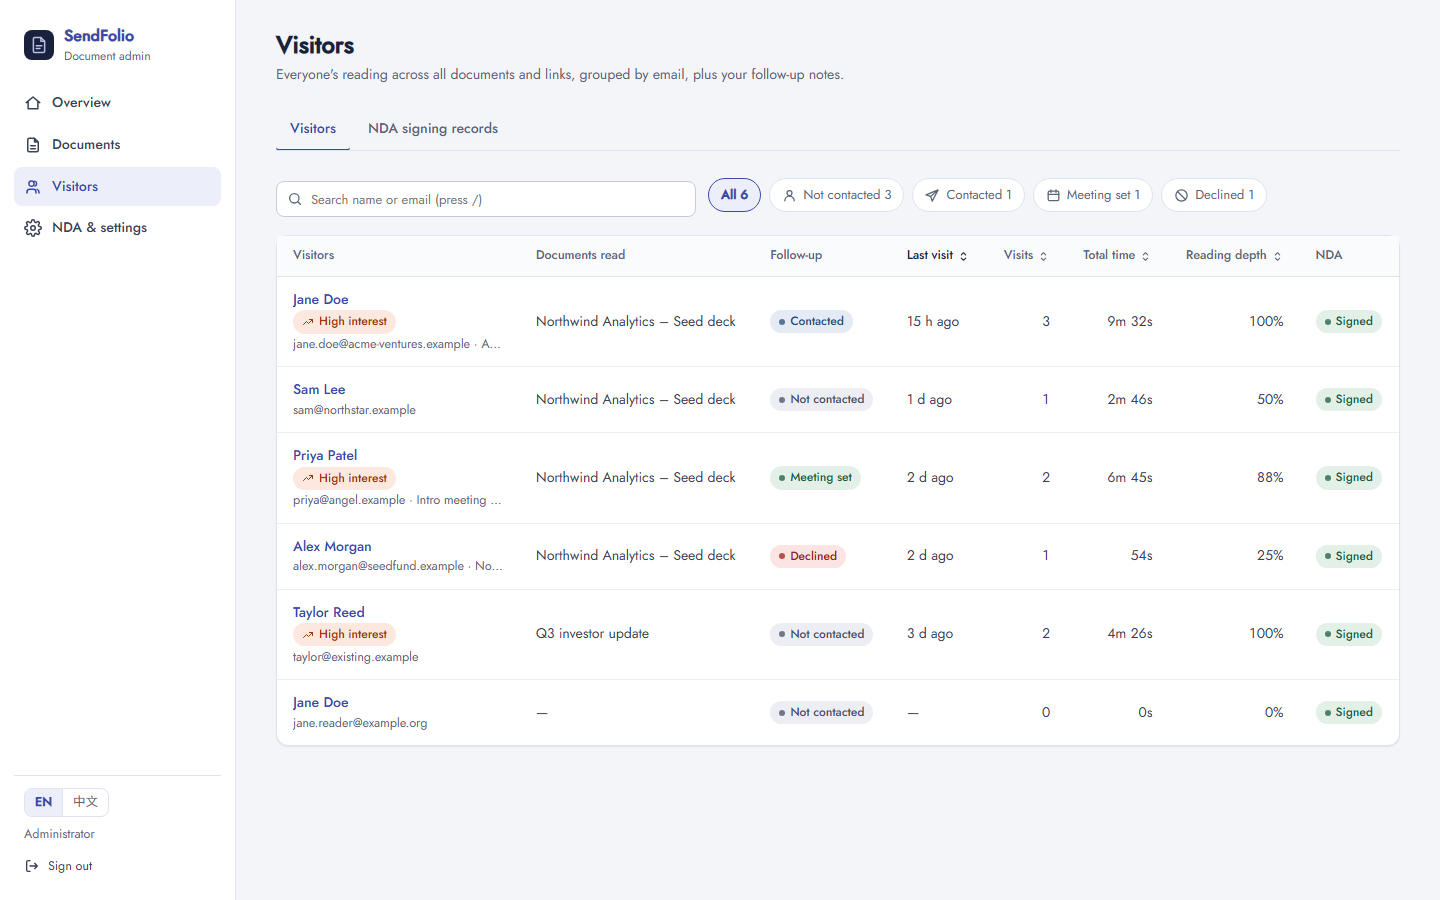 SendFolio
Document admin
Overview
Documents
Visitors
NDA & settings
EN 中文
Administrator
Sign out
Visitors
Everyone's reading across all documents and links, grouped by email, plus your follow-up notes.
Visitors NDA signing records
Search name or email (press /) All 6 Not contacted 3 Contacted 1 Meeting set 1 Declined 1
Visitors Documents read Follow-up Last visit Visits Total time Reading depth NDA
Jane Doe
High interest
jane.doe@acme-ventures.example · A...
Northwind Analytics – Seed deck Contacted 15 h ago 3 9m 32s 100% Signed
Sam Lee
sam@northstar.example
Northwind Analytics – Seed deck Not contacted 1 d ago 1 2m 46s 50% Signed
Priya Patel
High interest
priya@angel.example · Intro meeting ...
Northwind Analytics – Seed deck Meeting set 2 d ago 2 6m 45s 88% Signed
Alex Morgan
alex.morgan@seedfund.example · No...
Northwind Analytics – Seed deck Declined 2 d ago 1 54s 25% Signed
Taylor Reed
High interest
taylor@existing.example
Q3 investor update Not contacted 3 d ago 2 4m 26s 100% Signed
Jane Doe
jane.reader@example.org
— Not contacted — 0 0s 0% Signed